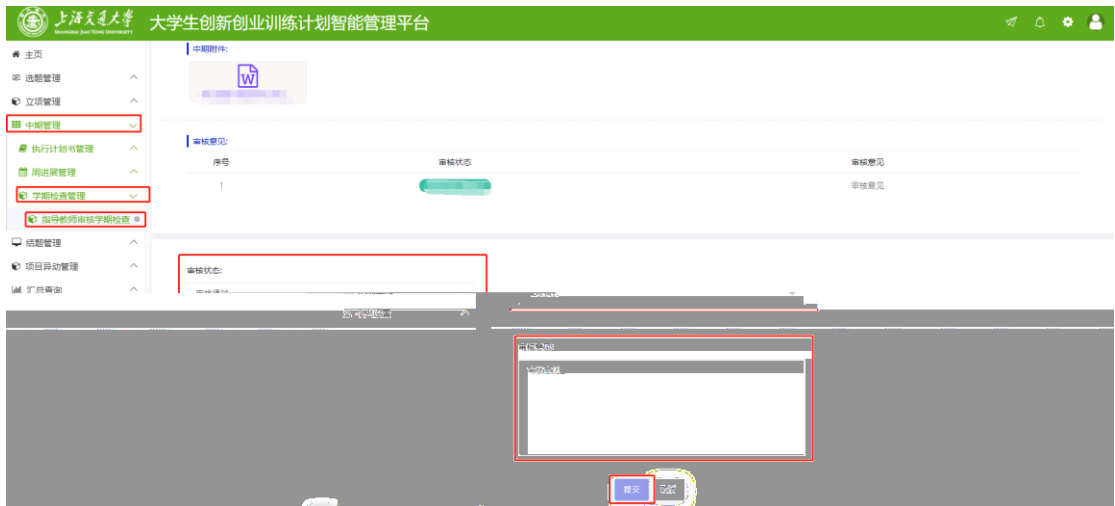 上海交通大学
SHANGHAI JIAO TONG UNIVERSITY
大学生创新创业训练计划智能管理平台
主页
选题管理
立项管理
中期管理
执行计划书管理
周进展管理
学期检查管理
指导教师审核学期检查
结题管理
项目异动管理
汇总查询
中期附件:
审核意见:
序号 审核状态 审核意见
1 审核意见
审核状态:
审核通过
提交